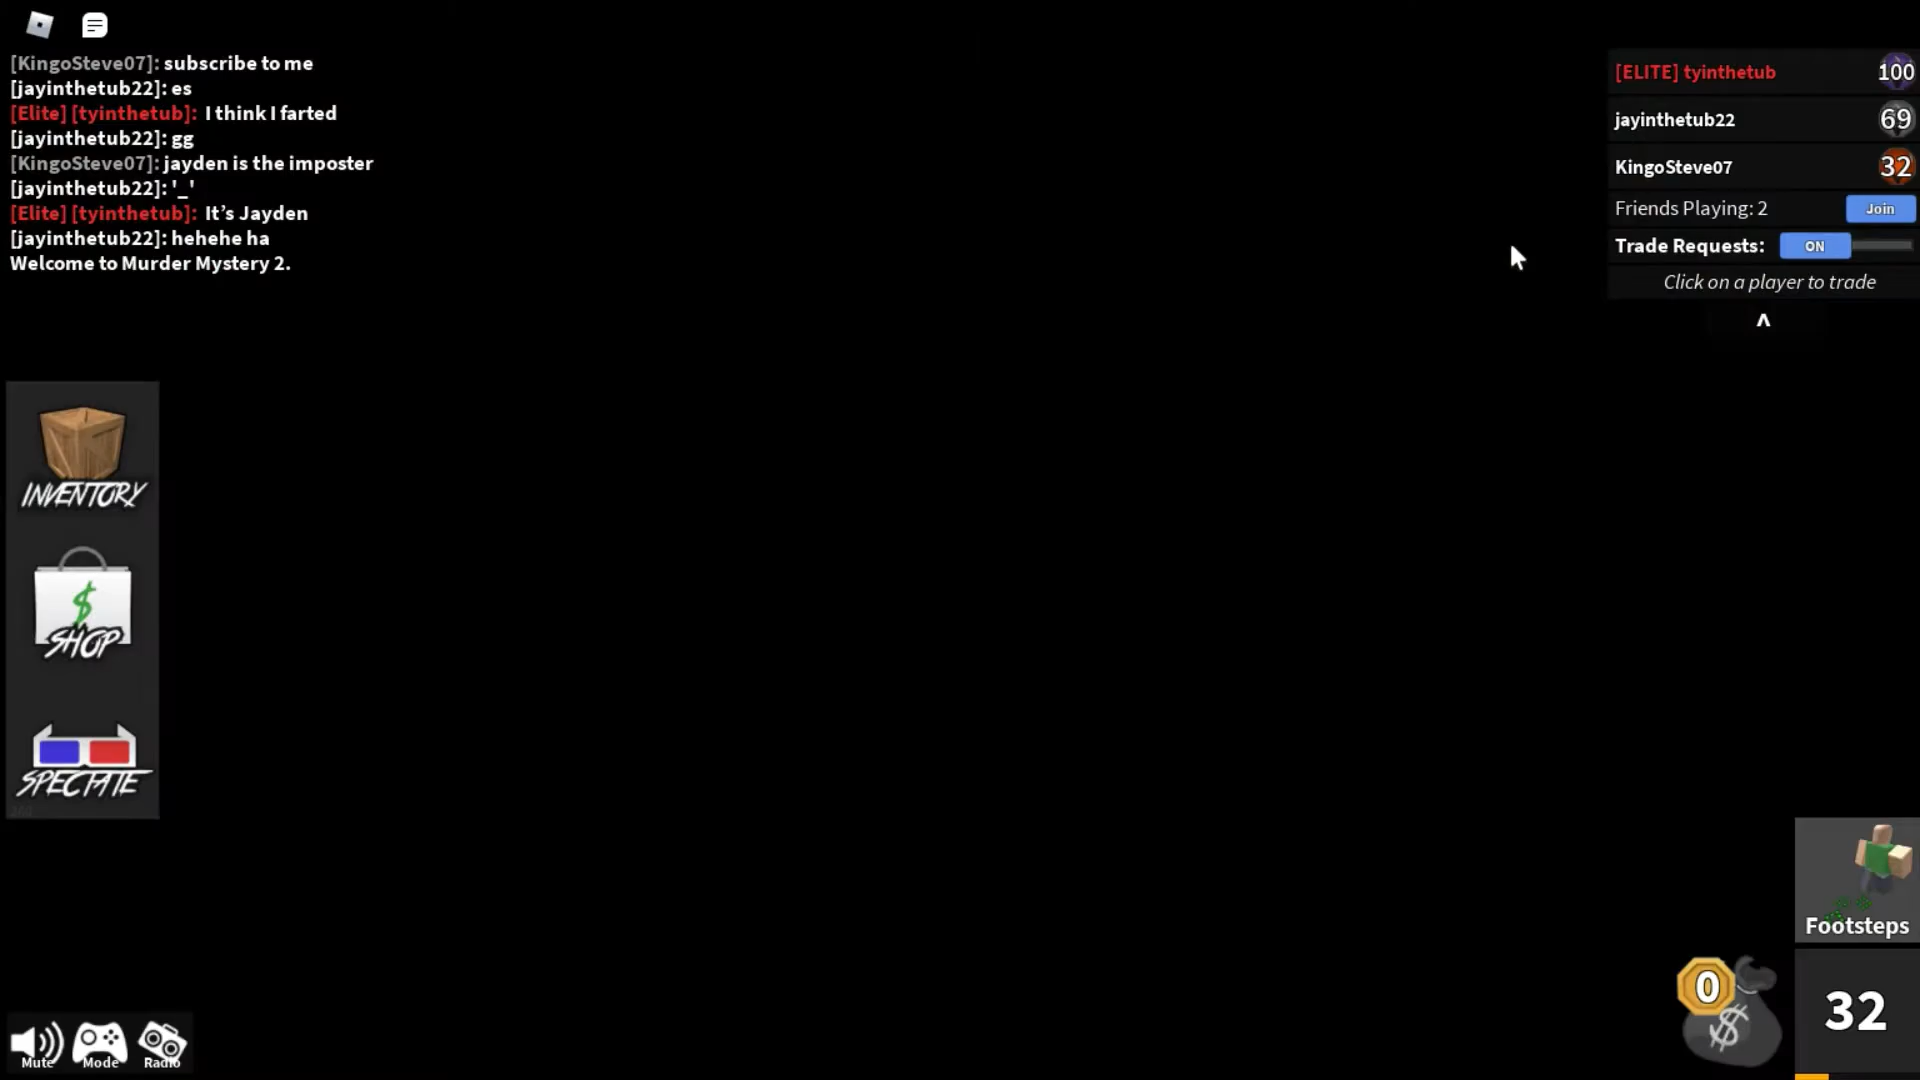 [KingoSteve07]: subscribe to me
[jayinthetub22]: es
[Elite] [tyinthetub]: I think I farted
[jayinthetub22]: gg
[KingoSteve07]: jayden is the imposter
[jayinthetub22]: '_'
[Elite] [tyinthetub]: It’s Jayden
[jayinthetub22]: hehehe ha
Welcome to Murder Mystery 2.
[ELITE] tyinthetub 100
jayinthetub22 69
KingoSteve07 32
Friends Playing: 2 Join
Trade Requests: ON
Click on a player to trade
INVENTORY
$
SHOP
SPECTATE
Footsteps
0
$
32
Mute Mode Radio